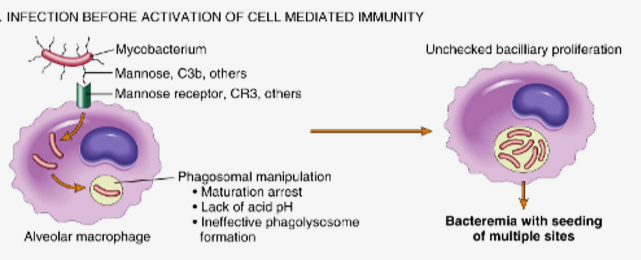 . INFECTION BEFORE ACTIVATION OF CELL MEDIATED IMMUNITY
Mycobacterium
Mannose, C3b, others
Mannose receptor, CR3, others
Phagosomal manipulation
• Maturation arrest
• Lack of acid pH
• Ineffective phagolysosome
formation
Alveolar macrophage
Unchecked bacilliary proliferation
Bacteremia with seeding
of multiple sites